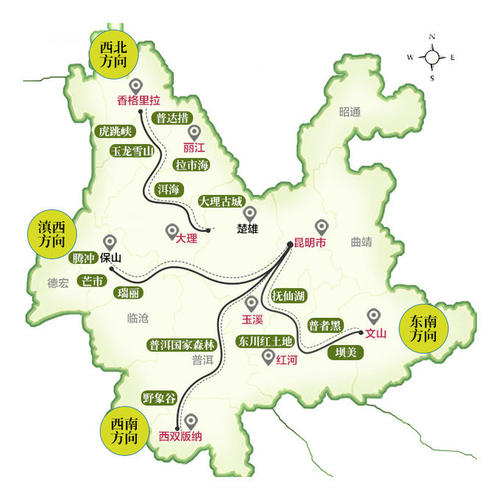 西北
方向
N
W
E
S
香格里拉
昭通
普达措
虎跳峡
丽江
玉龙雪山
拉市海
洱海
大理古城
楚雄
滇西
方向
大理
昆明市
曲靖
腾冲
保山
德宏
芒市
瑞丽
抚仙湖
临沧
玉溪
普者黑
文山
东南
方向
普洱国家森林
东川红土地
坝美
普洱
红河
野象谷
西南
方向
西双版纳